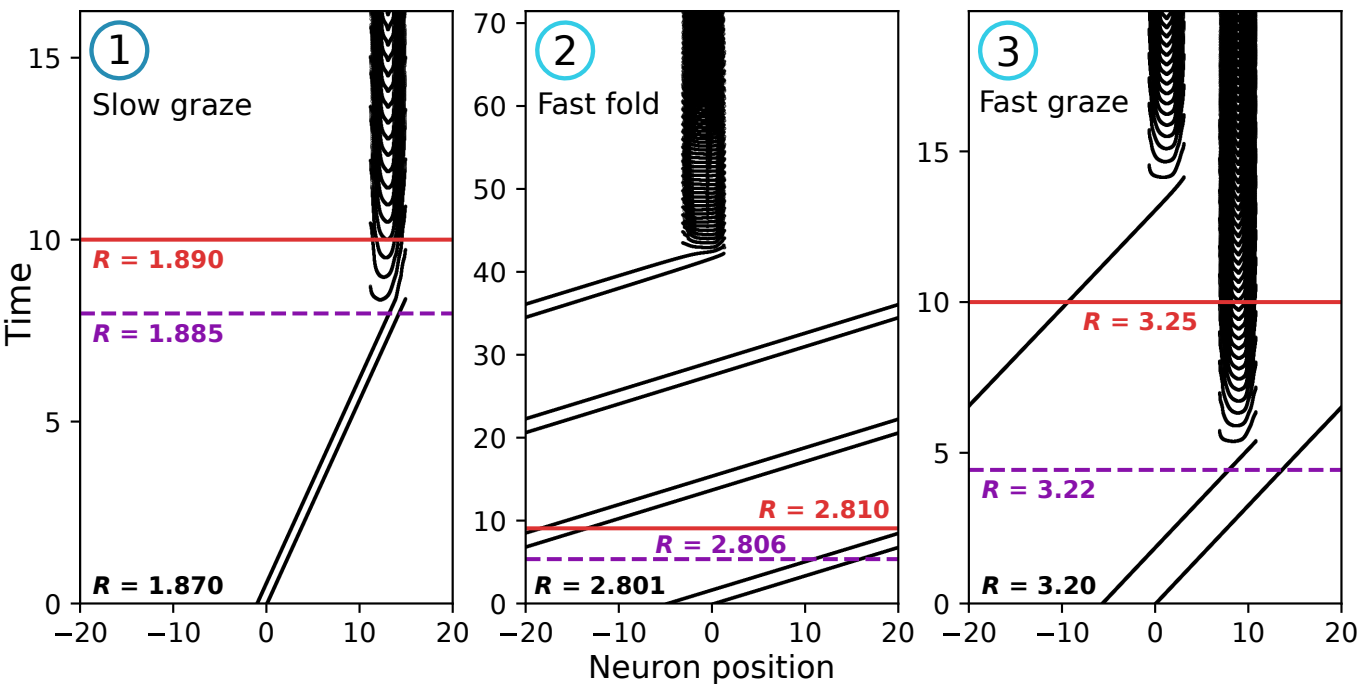 1
Slow graze
R = 1.890
R = 1.885
R = 1.870
15
10
5
0
−20
−10
0
10
20
Time
2
Fast fold
R = 2.810
R = 2.806
R = 2.801
70
60
50
40
30
20
10
0
−20
−10
0
10
20
Neuron position
3
Fast graze
R = 3.25
R = 3.22
R = 3.20
15
10
5
0
−20
−10
0
10
20